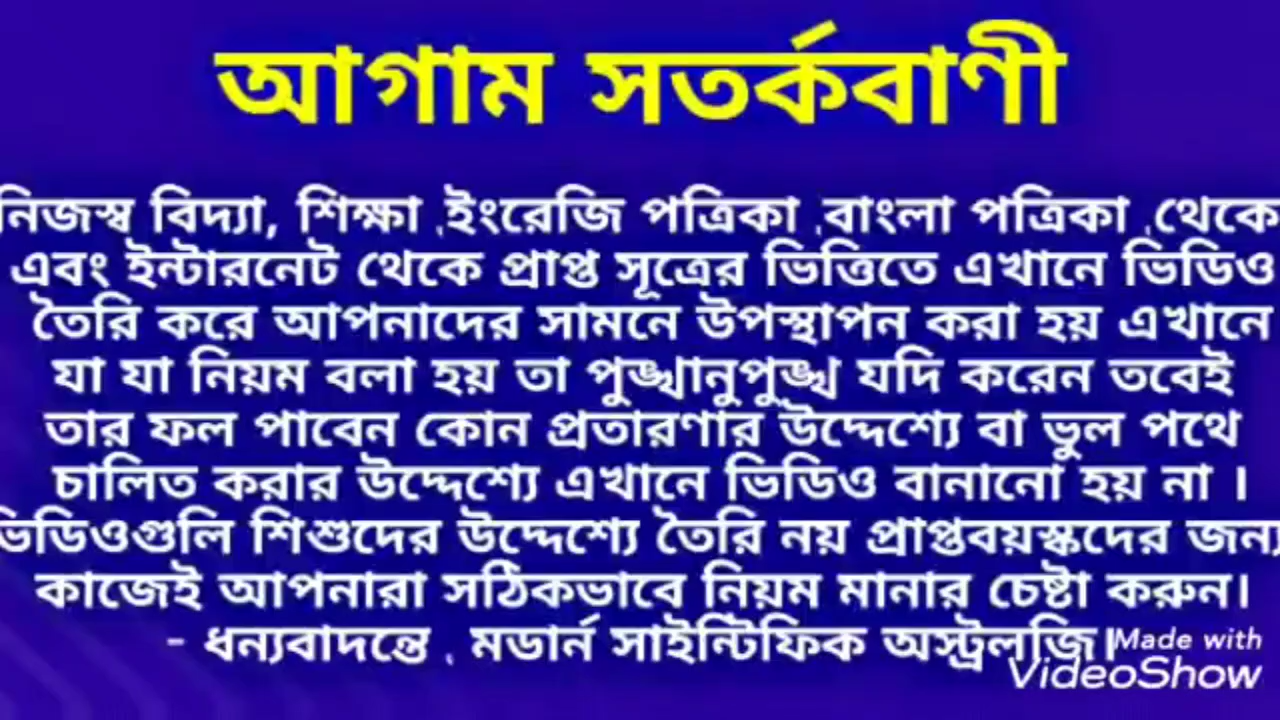 আগাম সতর্কবাণী
নিজস্ব বিদ্যা, শিক্ষা ,ইংরেজি পত্রিকা ,বাংলা পত্রিকা ,থেকে
এবং ইন্টারনেট থেকে প্রাপ্ত সূত্রের ভিত্তিতে এখানে ভিডিও
তৈরি করে আপনাদের সামনে উপস্থাপন করা হয় এখানে
যা যা নিয়ম বলা হয় তা পুঙ্খানুপুঙ্খ যদি করেন তবেই
তার ফল পাবেন কোন প্রতারণার উদ্দেশ্যে বা ভুল পথে
চালিত করার উদ্দেশ্যে এখানে ভিডিও বানানো হয় না ।
ভিডিওগুলি শিশুদের উদ্দেশ্যে তৈরি নয় প্রাপ্তবয়স্কদের জন্য
কাজেই আপনারা সঠিকভাবে নিয়ম মানার চেষ্টা করুন।
- ধন্যবাদন্তে , মডার্ন সাইন্টিফিক অস্ট্রলজি।
Made with
VideoShow